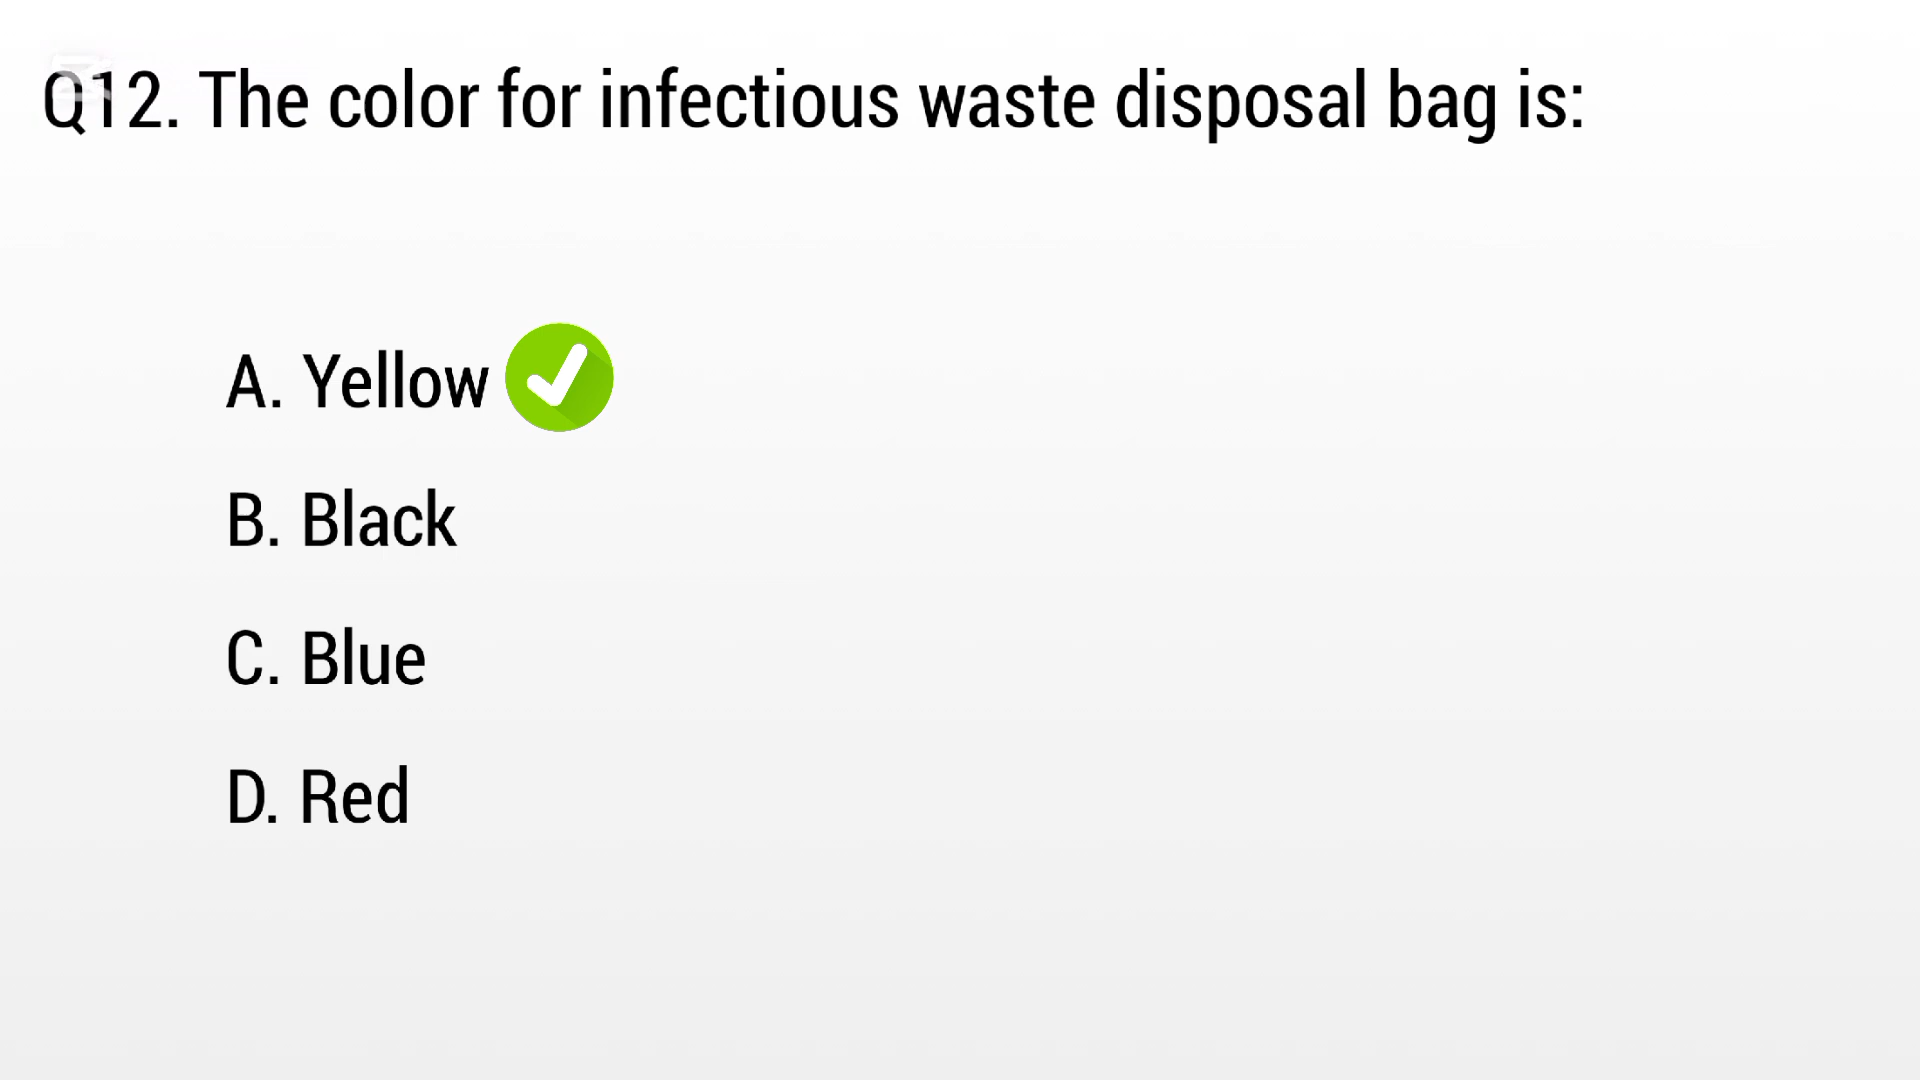 Q12. The color for infectious waste disposal bag is:
A. Yellow
B. Black
C. Blue
D. Red